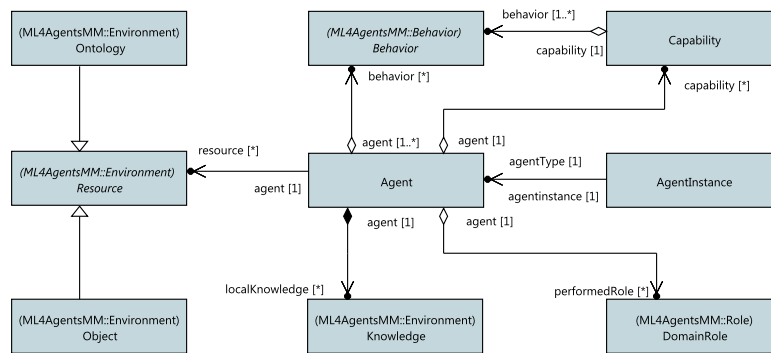 (ML4AgentsMM::Environment)
Ontology
(ML4AgentsMM::Behavior)
Behavior
behavior [1..*]
capability [1]
Capability
behavior [*]
capability [*]
agent [1..*]
agent [1]
(ML4AgentsMM::Environment)
Resource
resource [*]
agent [1]
Agent
agentType [1]
agentinstance [1]
AgentInstance
agent [1]
agent [1]
localKnowledge [*]
performedRole [*]
(ML4AgentsMM::Environment)
Object
(ML4AgentsMM::Environment)
Knowledge
(ML4AgentsMM::Role)
DomainRole